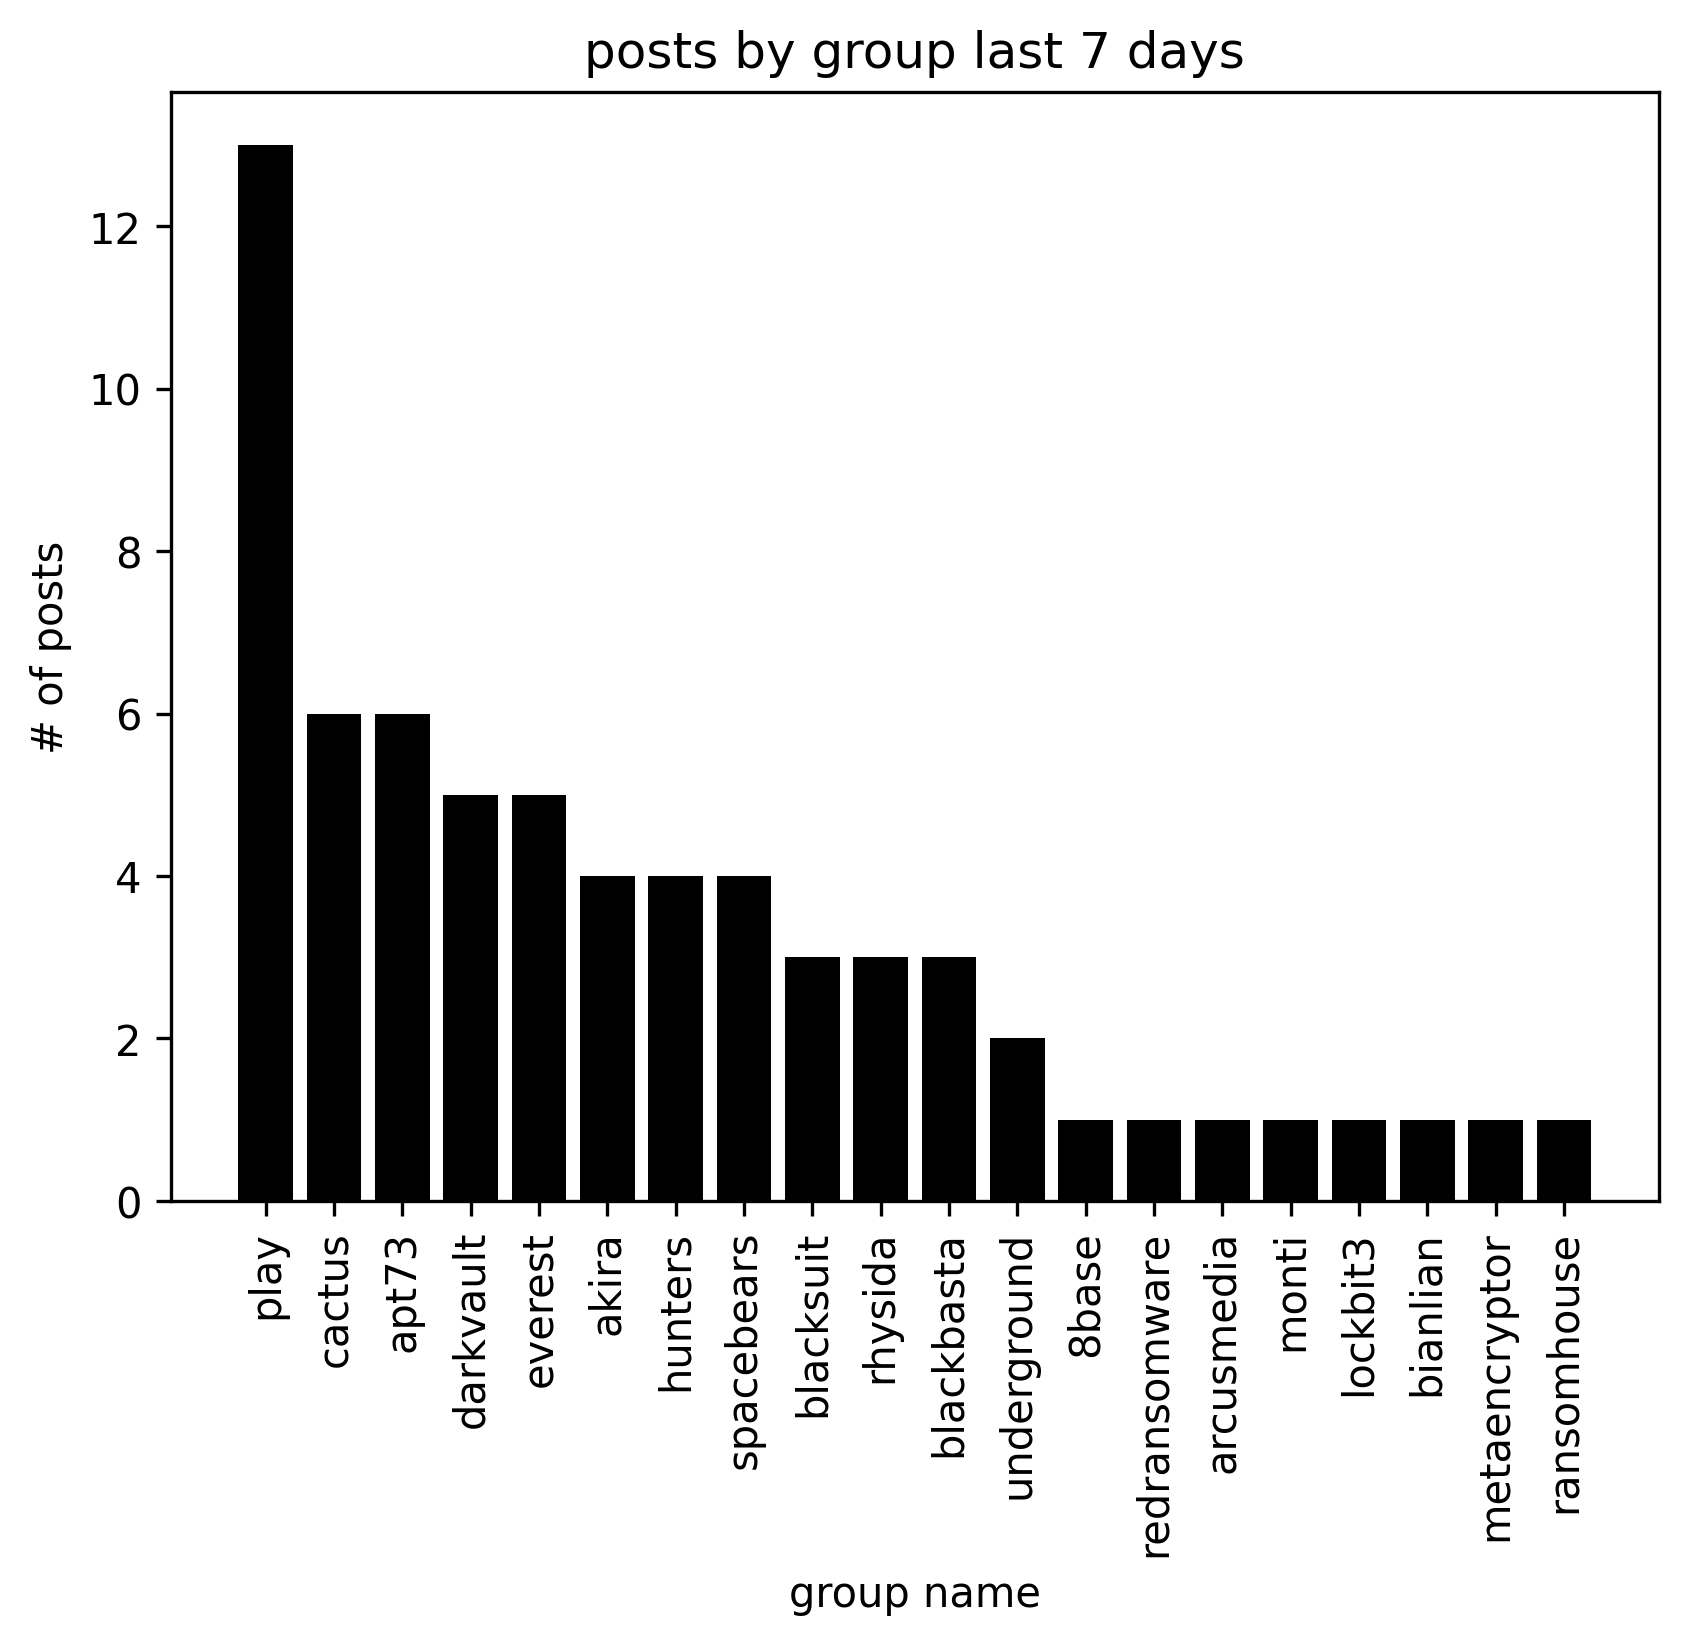 posts by group last 7 days
# of posts
12
10
8
6
4
2
0
play
cactus
apt73
darkvault
everest
akira
hunters
spacebears
blacksuit
rhysida
blackbasta
underground
8base
redransomware
arcusmedia
monti
lockbit3
bianlian
metaencryptor
ransomhouse
group name